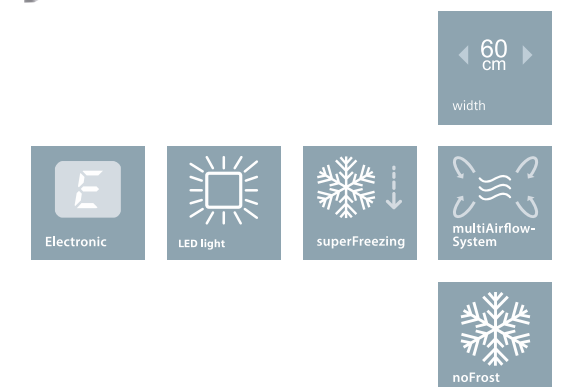 60
cm
width
E
Electronic
LED light
superFreezing
multiAirflow-
System
noFrost